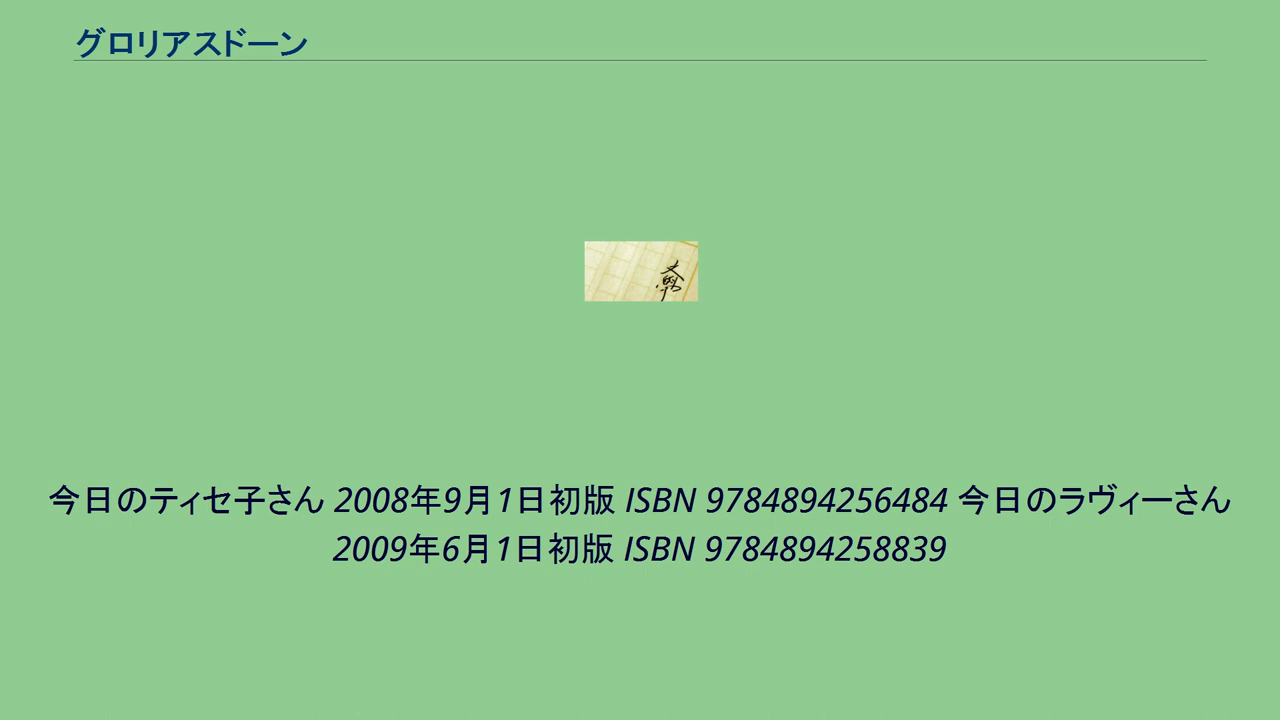 グロリアスドーン
今日のティセ子さん 2008年9月1日初版 ISBN 9784894256484 今日のラヴィーさん
2009年6月1日初版 ISBN 9784894258839